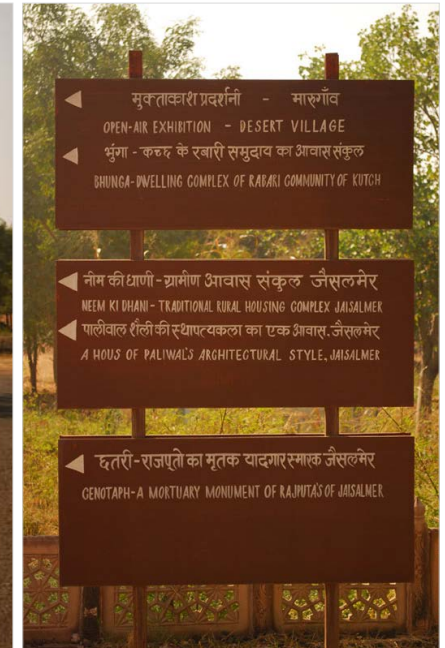 मुक्ताकाश प्रदर्शनी - मारुगाँव
OPEN-AIR EXHIBITION - DESERT VILLAGE
भुंगा - कच्छ के रबारी समुदाय का आवास संकुल
BHUNGA-DWELLING COMPLEX OF RABARI COMMUNITY OF KUTCH
नीम की धाणी - ग्रामीण आवास संकुल जैसलमेर
NEEM KI DHANI - TRADITIONAL RURAL HOUSING COMPLEX JAISALMER
पालीवाल शैली की स्थापत्यकला का एक आवास. जैसलमेर
A HOUS OF PALIWAL'S ARCHITECTURAL STYLE, JAISALMER
छतरी - राजपूतो का मृतक यादगार स्मारक जैसलमेर
CENOTAPH-A MORTUARY MONUMENT OF RAJPUTA'S OF JAISALMER